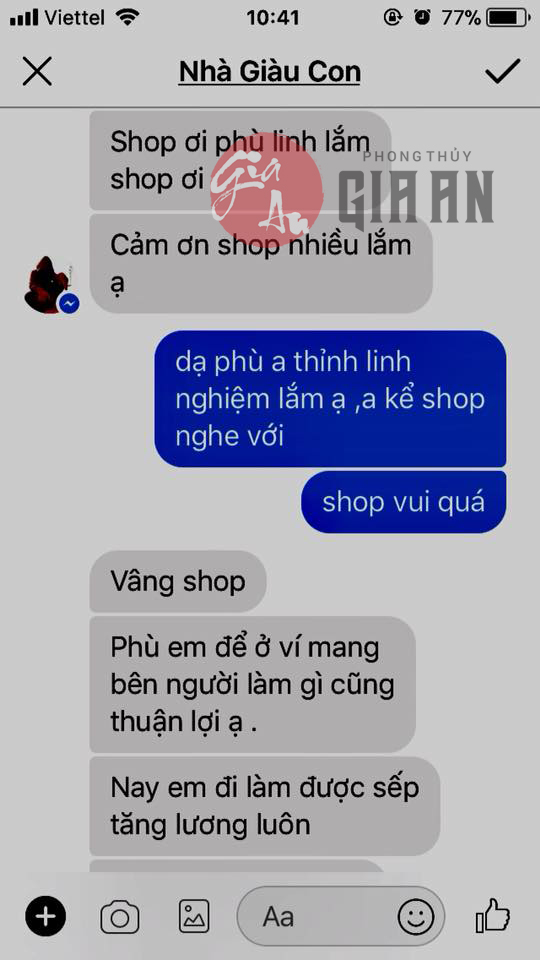 Viettel 10:41 77%
Nhà Giàu Con
Shop ơi phù linh lắm
shop ơi
Gia An
PHONG THỦY
GIA AN
Cảm ơn shop nhiều lắm
ạ
dạ phù a thỉnh linh
nghiệm lắm ạ ,a kể shop
nghe với
shop vui quá
Vâng shop
Phù em để ở ví mang
bên người làm gì cũng
thuận lợi ạ .
Nay em đi làm được sếp
tăng lương luôn
Aa